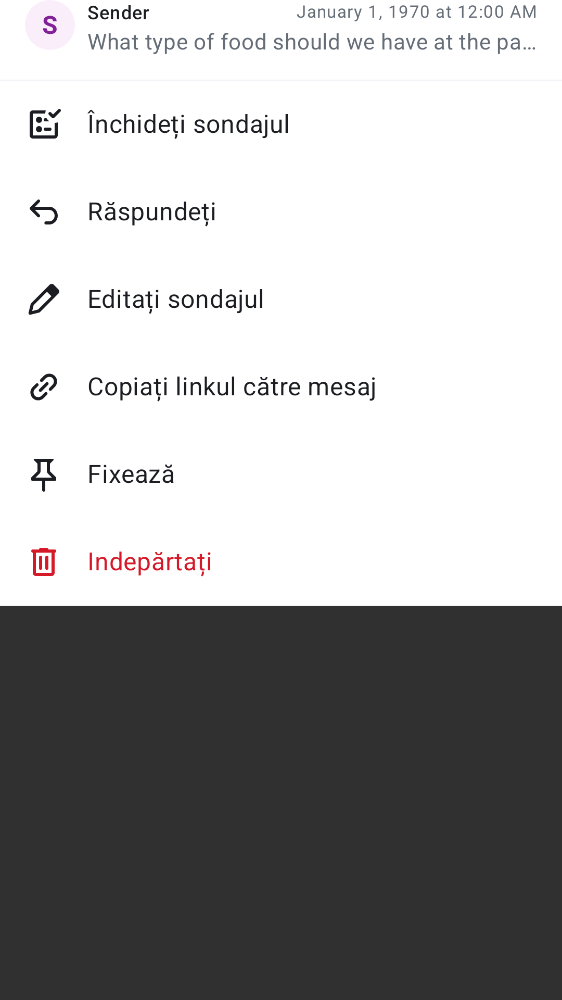 S
Sender
January 1, 1970 at 12:00 AM
What type of food should we have at the pa…
Închideți sondajul
Răspundeți
Editați sondajul
Copiați linkul către mesaj
Fixează
Indepărtați